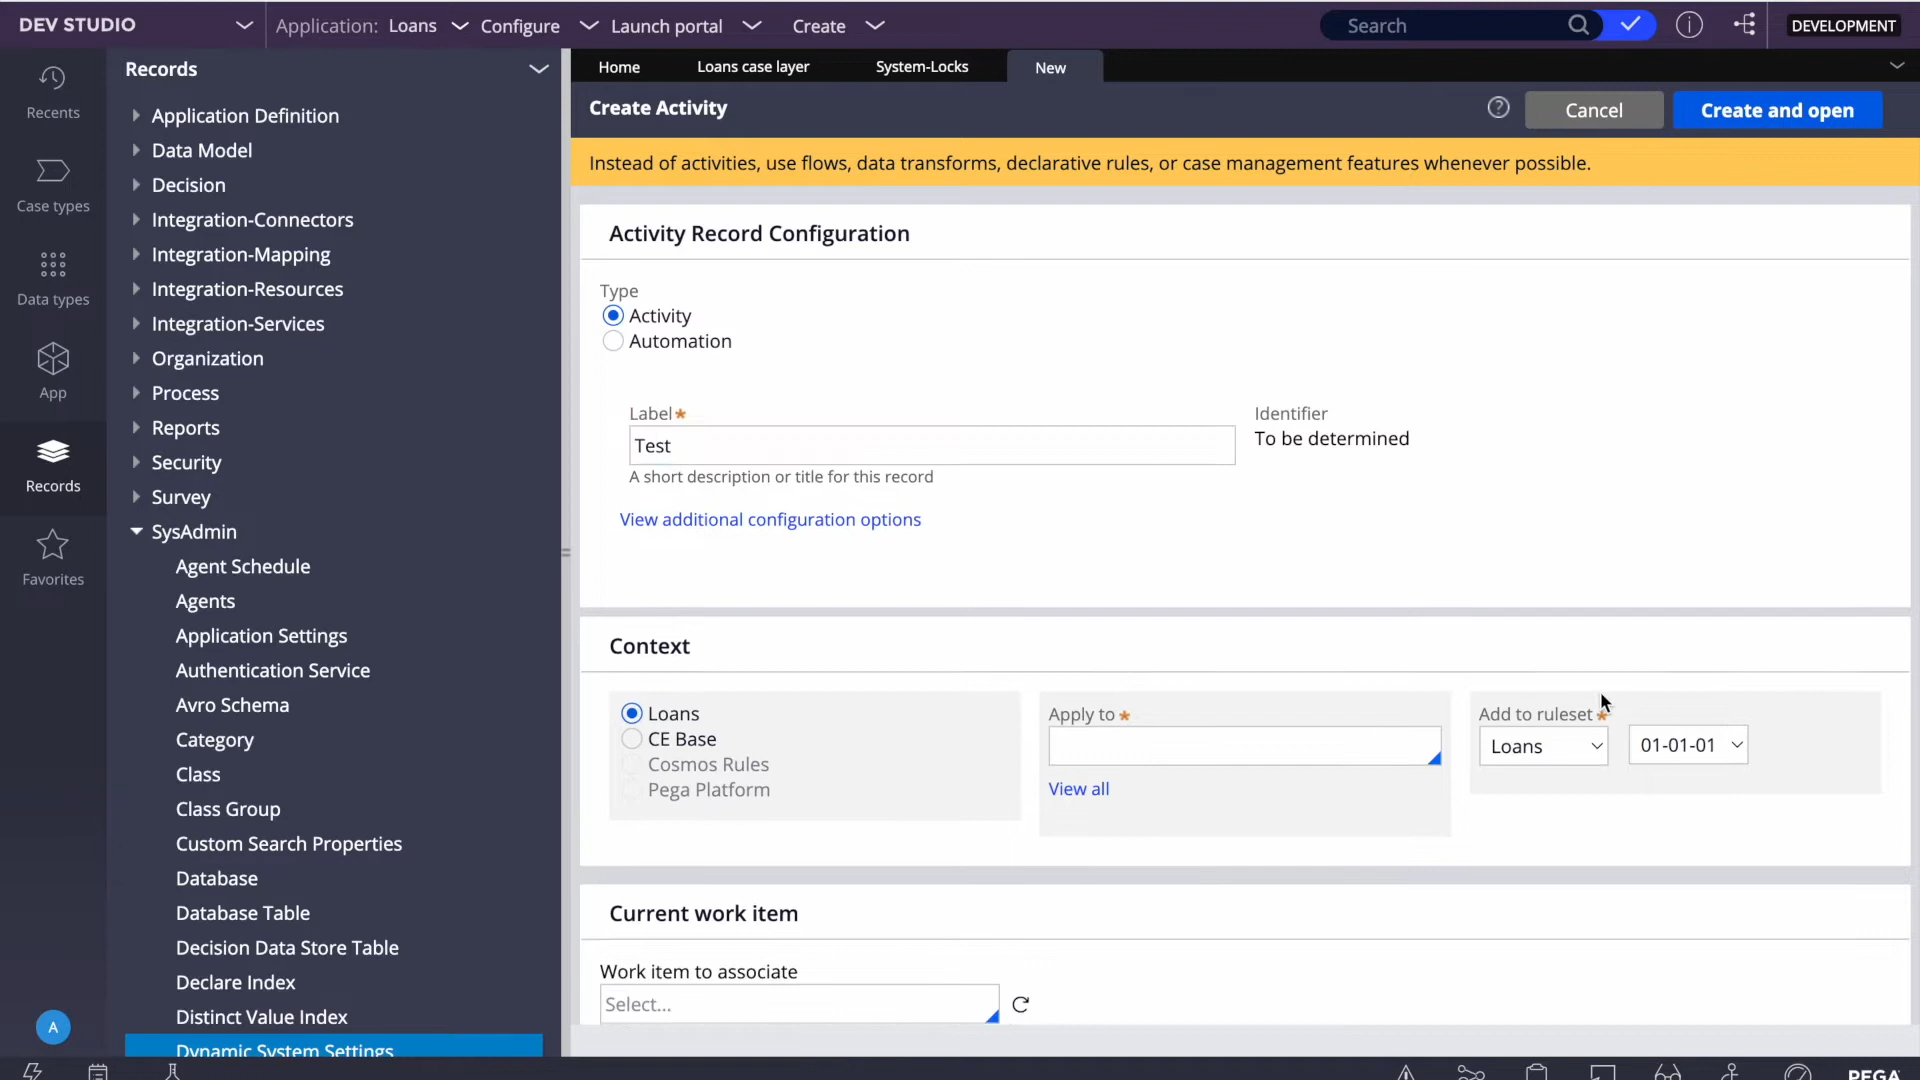 DEV STUDIO
Application: Loans
Configure
Launch portal
Create
Search
DEVELOPMENT
Recents
Case types
Data types
App
Records
Favorites
A
Records
Application Definition
Data Model
Decision
Integration-Connectors
Integration-Mapping
Integration-Resources
Integration-Services
Organization
Process
Reports
Security
Survey
SysAdmin
Agent Schedule
Agents
Application Settings
Authentication Service
Avro Schema
Category
Class
Class Group
Custom Search Properties
Database
Database Table
Decision Data Store Table
Declare Index
Distinct Value Index
Dynamic System Settings
Home
Loans case layer
System-Locks
New
Create Activity
Cancel
Create and open
Instead of activities, use flows, data transforms, declarative rules, or case management features whenever possible.
Activity Record Configuration
Type
Activity
Automation
Label*
Test
A short description or title for this record
Identifier
To be determined
View additional configuration options
Context
Loans
CE Base
Cosmos Rules
Pega Platform
Apply to *
View all
Add to ruleset *
Loans
01-01-01
Current work item
Work item to associate
Select...
PEGA